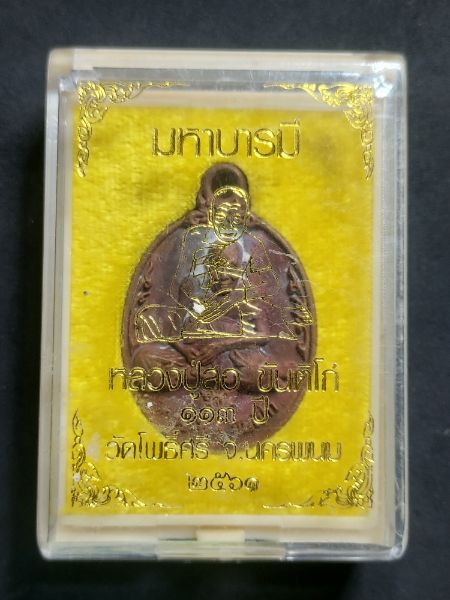 มหาบารมี
หลวงปู่สอ ขันติโก
๑๑๓ ปี
วัดโพธิ์ศรี จ.นครพนม
๒๕๖๑